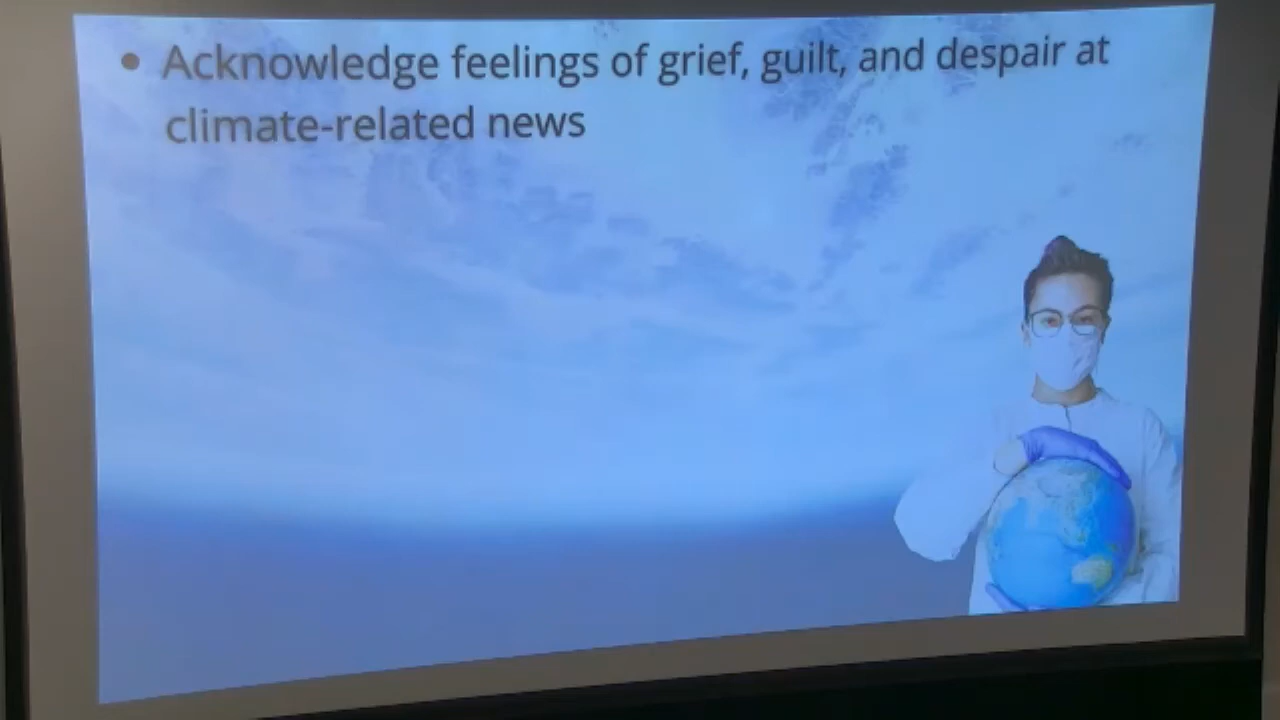 • Acknowledge feelings of grief, guilt, and despair at
climate-related news